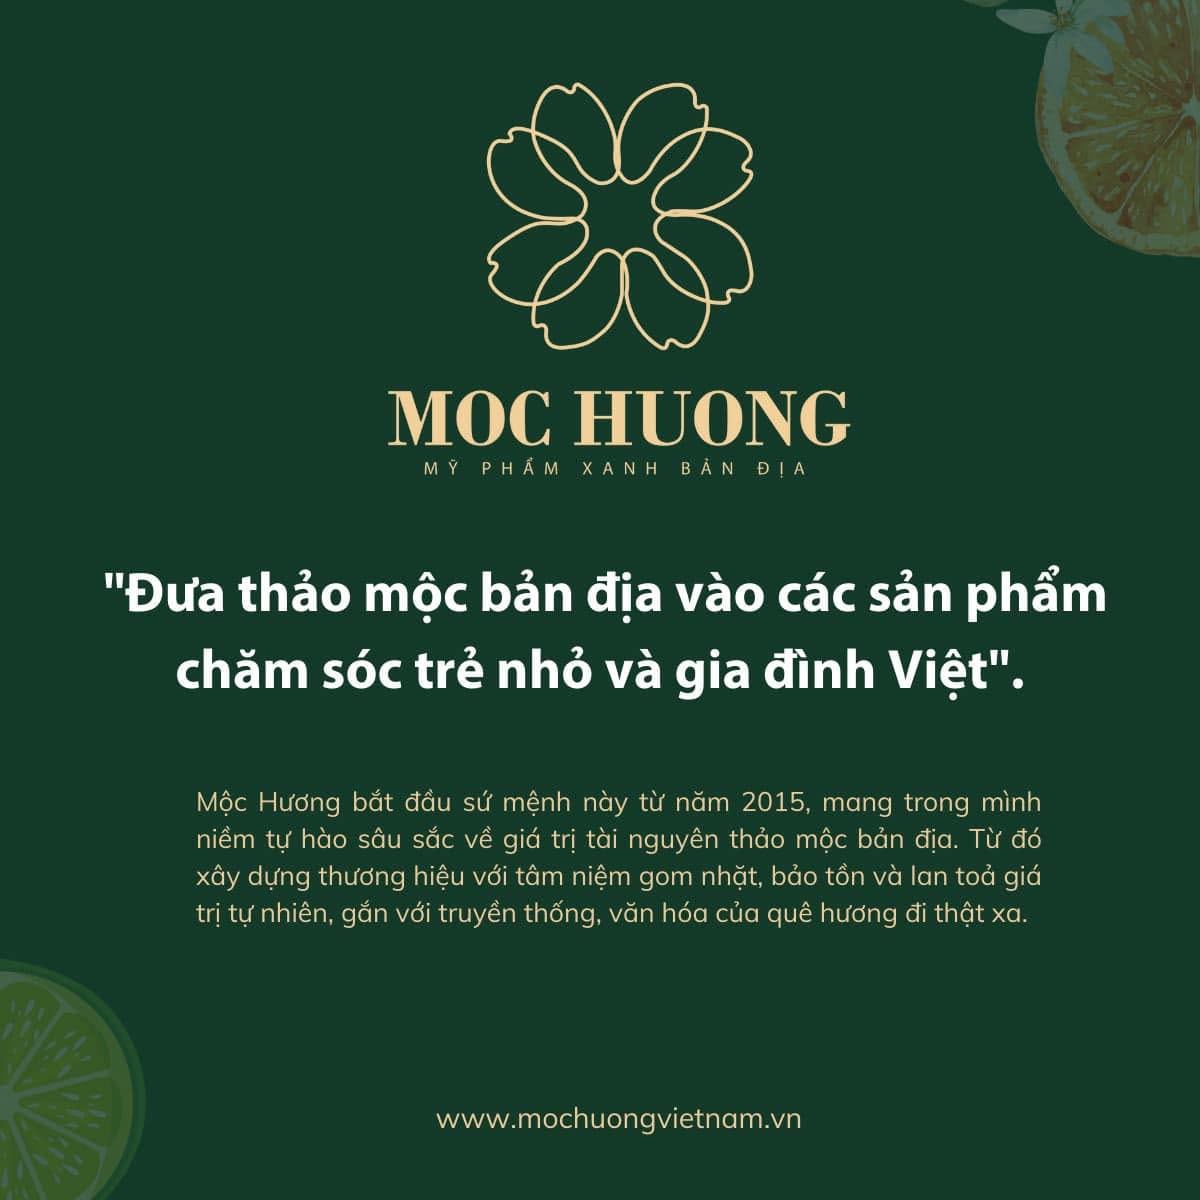 MOC HUONG
MỸ PHẨM XANH BẢN ĐỊA
"Đưa thảo mộc bản địa vào các sản phẩm
chăm sóc trẻ nhỏ và gia đình Việt".
Mộc Hương bắt đầu sứ mệnh này từ năm 2015, mang trong mình
niềm tự hào sâu sắc về giá trị tài nguyên thảo mộc bản địa. Từ đó
xây dựng thương hiệu với tâm niệm gom nhặt, bảo tồn và lan toả giá
trị tự nhiên, gắn với truyền thống, văn hóa của quê hương đi thật xa.
www.mochuongvietnam.vn